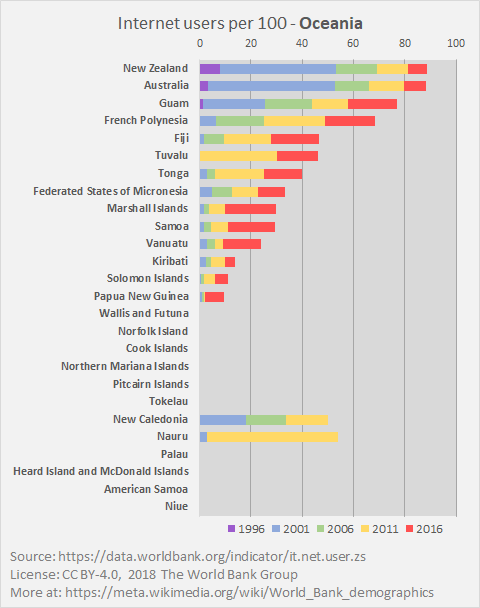 Internet users per 100 - Oceania
0 20 40 60 80 100
New Zealand
Australia
Guam
French Polynesia
Fiji
Tuvalu
Tonga
Federated States of Micronesia
Marshall Islands
Samoa
Vanuatu
Kiribati
Solomon Islands
Papua New Guinea
Wallis and Futuna
Norfolk Island
Cook Islands
Northern Mariana Islands
Pitcairn Islands
Tokelau
New Caledonia
Nauru
Palau
Heard Island and McDonald Islands
American Samoa
Niue
1996 2001 2006 2011 2016
Source: https://data.worldbank.org/indicator/it.net.user.zs
License: CC BY-4.0, 2018 The World Bank Group
More at: https://meta.wikimedia.org/wiki/World_Bank_demographics